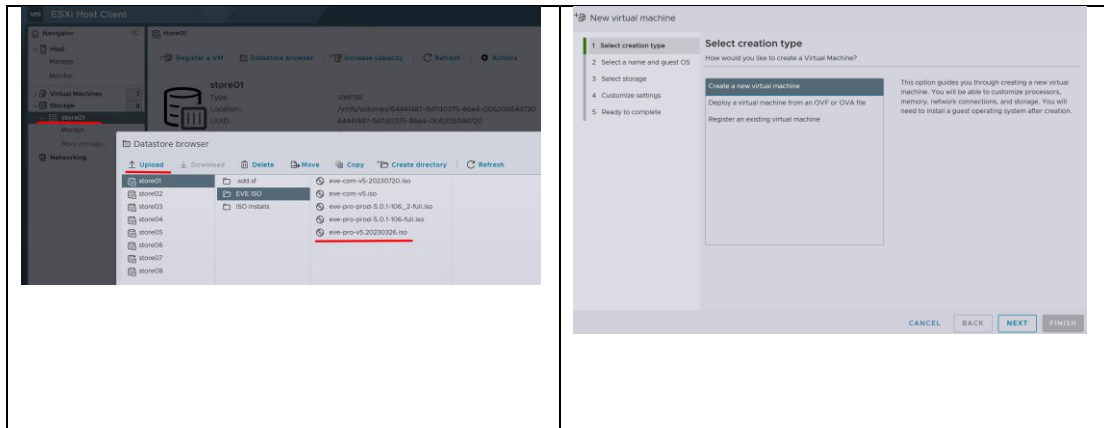 vm ESXi Host Client
Navigator
store01
Host
Manage
Monitor
Register a VM Datastore browser Increase capacity Refresh Actions
Virtual Machines 7
Storage 8
store01
Monitor
More storage...
Networking
store01
Type: VMFS6
Location:
UUID:
Datastore browser
Upload Download Delete Move Copy Create directory Refresh
store01
store02
store03
store04
store05
store06
store07
store08
.sdd.sf
EVE ISO
ISO Installs
eve-com-v5-20230720.iso
eve-com-v5.iso
eve-pro-prod-5.0.1-106_2-full.iso
eve-pro-prod-5.0.1-106-full.iso
eve-pro-v5.20230326.iso
New virtual machine
1 Select creation type
2 Select a name and guest OS
3 Select storage
4 Customize settings
5 Ready to complete
Select creation type
How would you like to create a Virtual Machine?
Create a new virtual machine
Deploy a virtual machine from an OVF or OVA file
Register an existing virtual machine
This option guides you through creating a new virtual
machine. You will be able to customize processors,
memory, network connections, and storage. You will
need to install a guest operating system after creation.
CANCEL BACK NEXT FINISH